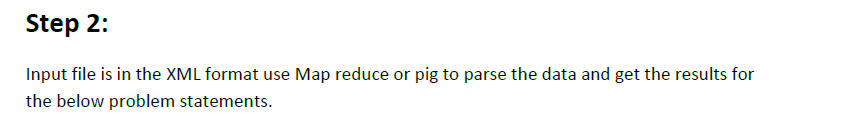 Step 2:
Input file is in the XML format use Map reduce or pig to parse the data and get the results for
the below problem statements.